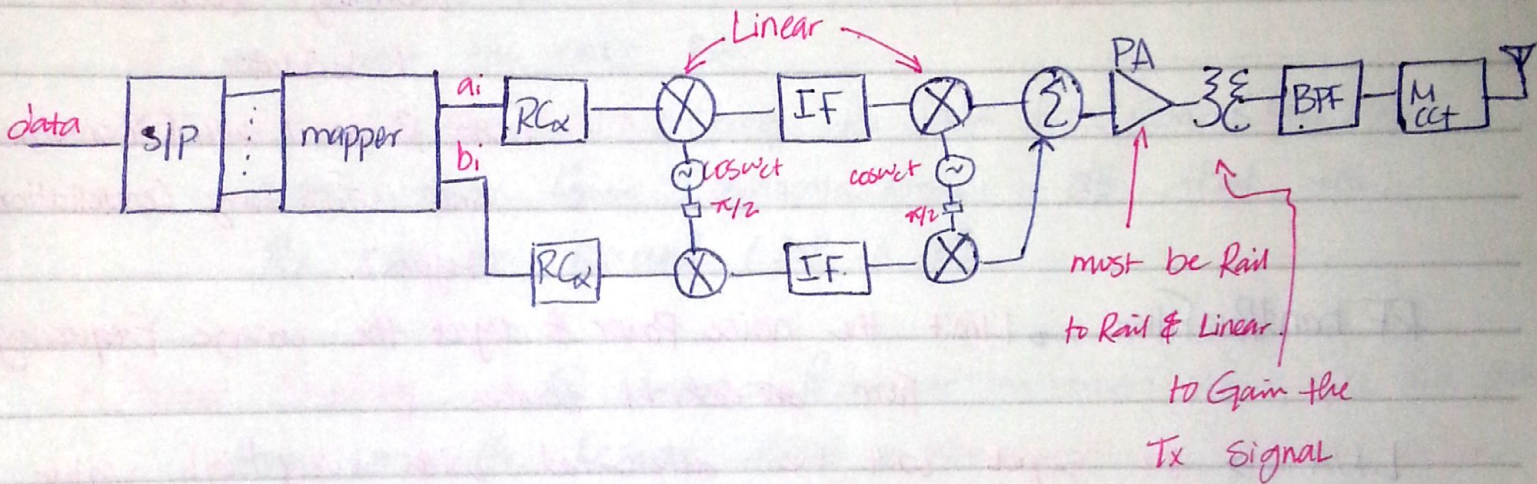 Linear
PA
data
S/P
mapper
ai
RCα
X
IF
X
Σ
BPF
M
cct
bi
~
cosωct
π/2
cosωct
~
π/2
RCα
X
IF
X
must be Rail
to Rail & Linear
to Gain the
Tx Signal